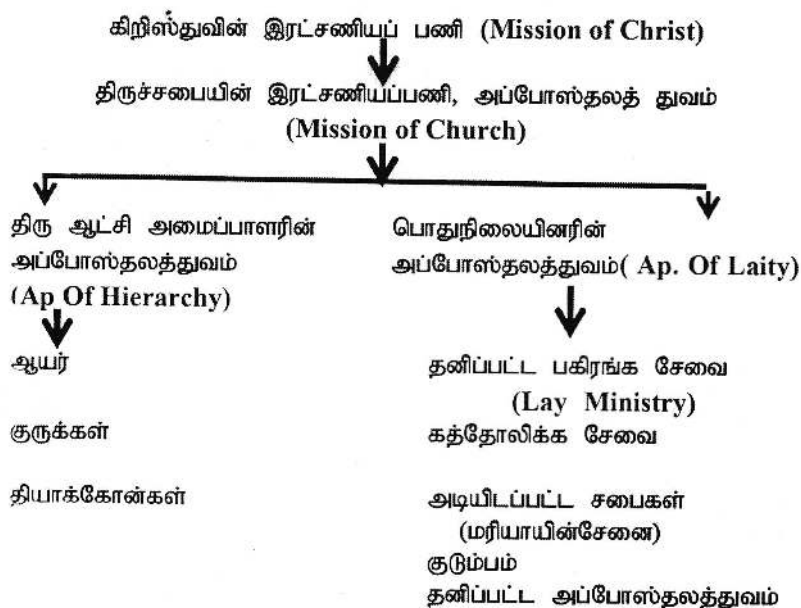 கிறிஸ்துவின் இரட்சணியப் பணி (Mission of Christ)
திருச்சபையின் இரட்சணியப்பணி, அப்போஸ்தலத் துவம்
(Mission of Church)
திரு ஆட்சி அமைப்பாளரின்
அப்போஸ்தலத்துவம்
(Ap Of Hierarchy)
ஆயர்
குருக்கள்
தியாக்கோன்கள்
பொதுநிலையினரின்
அப்போஸ்தலத்துவம்( Ap. Of Laity)
தனிப்பட்ட பகிரங்க சேவை
(Lay Ministry)
கத்தோலிக்க சேவை
அடியிடப்பட்ட சபைகள்
(மரியாயின்சேனை)
குடும்பம்
தனிப்பட்ட அப்போஸ்தலத்துவம்